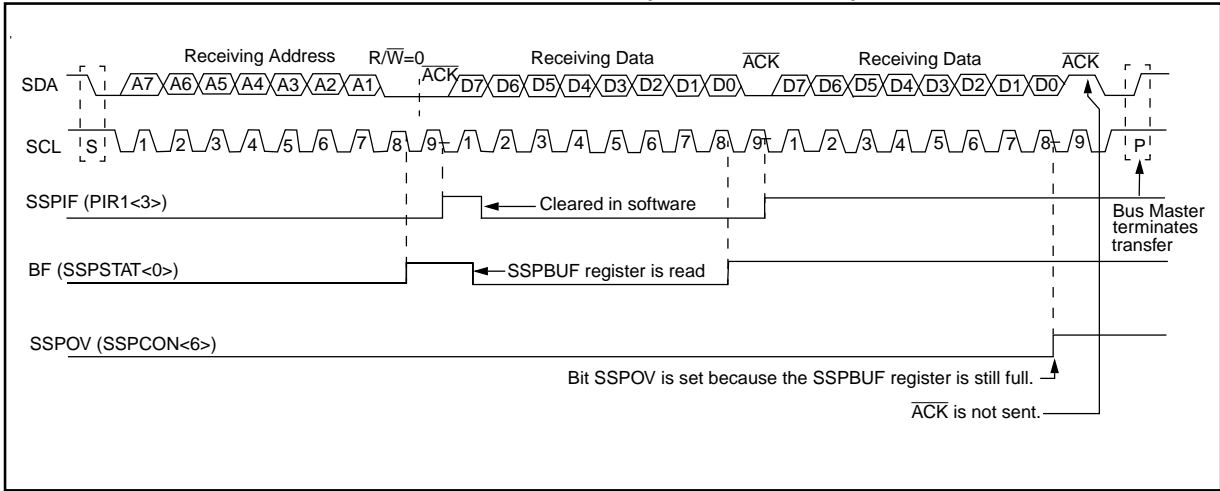 Receiving Address R/W̅=0 Receiving Data A̅C̅K̅ Receiving Data A̅C̅K̅
SDA A7 A6 A5 A4 A3 A2 A1 A̅C̅K̅ D7 D6 D5 D4 D3 D2 D1 D0 D7 D6 D5 D4 D3 D2 D1 D0
SCL S 1 2 3 4 5 6 7 8 9 1 2 3 4 5 6 7 8 9 1 2 3 4 5 6 7 8 9 P
SSPIF (PIR1<3>) Cleared in software
Bus Master
terminates
transfer
BF (SSPSTAT<0>) SSPBUF register is read
SSPOV (SSPCON<6>)
Bit SSPOV is set because the SSPBUF register is still full.
A̅C̅K̅ is not sent.